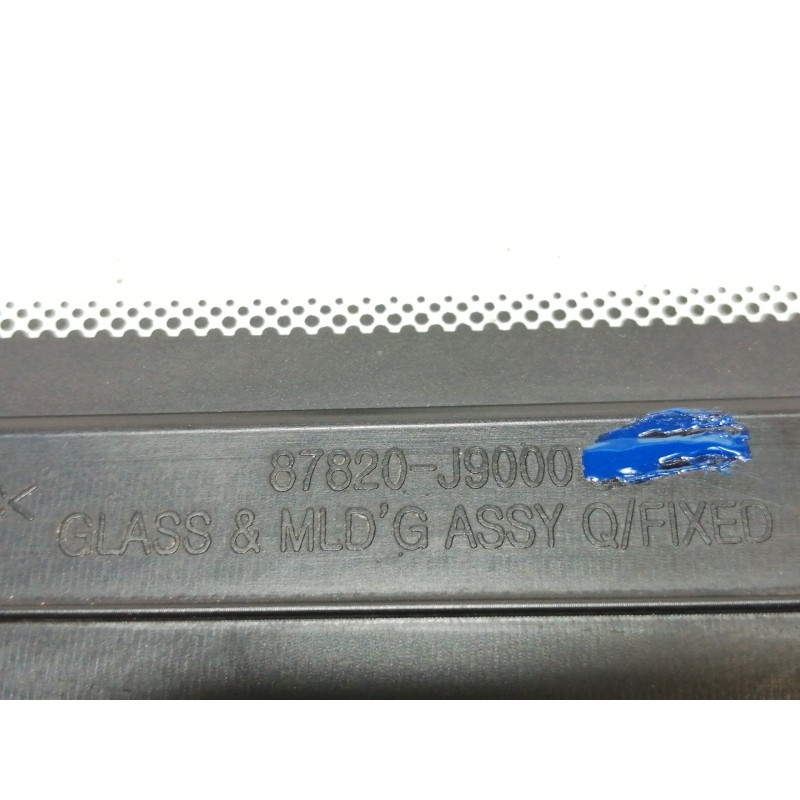 87820-J9000
GLASS & MLD'G ASSY Q/FIXED